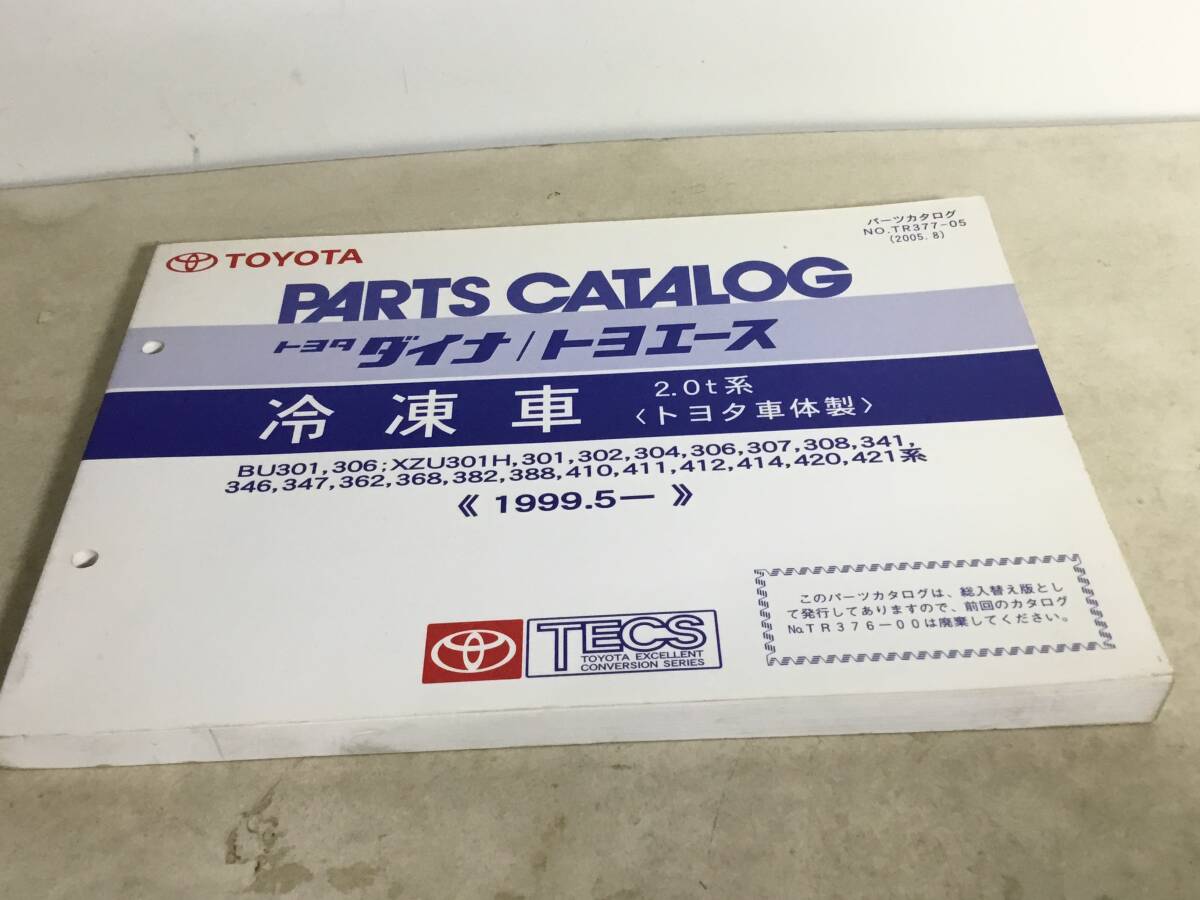 パーツカタログ
NO.TR377-05
(2005.8)
TOYOTA
PARTS CATALOG
トヨタ ダイナ/トヨエース
冷凍車 2.0t系
〈トヨタ車体製〉
BU301,306;XZU301H,301,302,304,306,307,308,341,
346,347,362,368,382,388,410,411,412,414,420,421系
《 1999.5ー 》
このパーツカタログは、総入替え版とし
て発行してありますので、前回のカタログ
No.TR376-00は廃棄してください。
TECS
TOYOTA EXCELLENT
CONVERSION SERIES